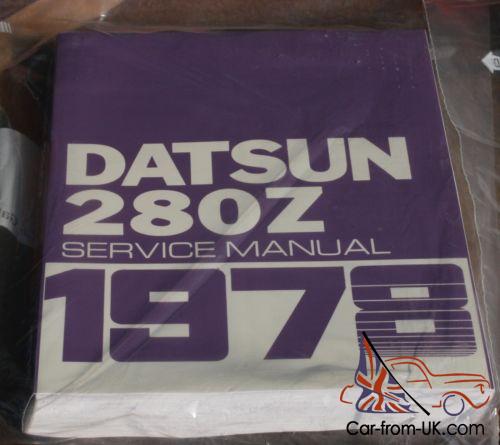 DATSUN
280Z
SERVICE MANUAL
1978
Car-from-UK.com